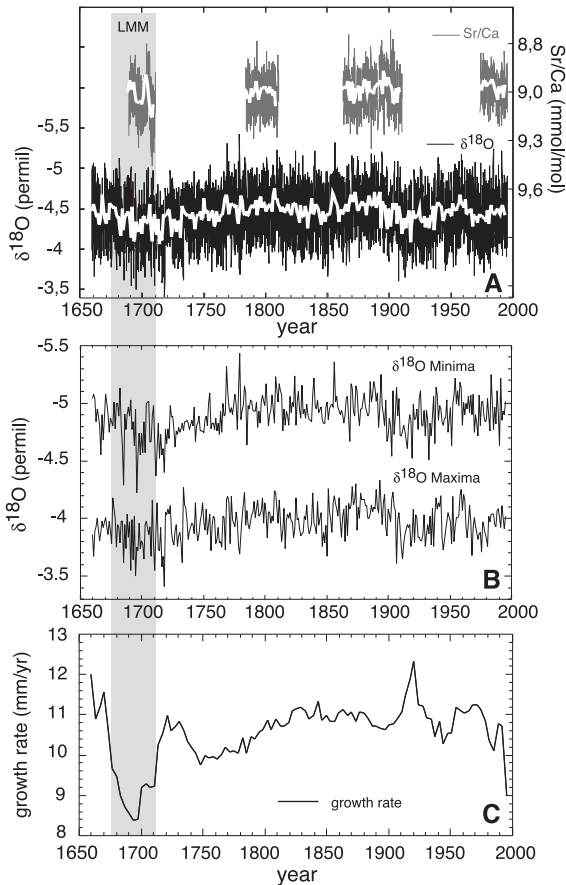 LMM
Sr/Ca
8,8
9,0
9,3
9,6
Sr/Ca (mmol/mol)
δ18O
-5,5
-5
-4,5
-4
-3,5
δ18O (permil)
A
1650 1700 1750 1800 1850 1900 1950 2000
year
-5.5
-5
-4.5
-4
-3.5
δ18O (permil)
δ18O Minima
δ18O Maxima
B
1650 1700 1750 1800 1850 1900 1950 2000
13
12
11
10
9
8
growth rate (mm/yr)
growth rate
C
1650 1700 1750 1800 1850 1900 1950 2000
year